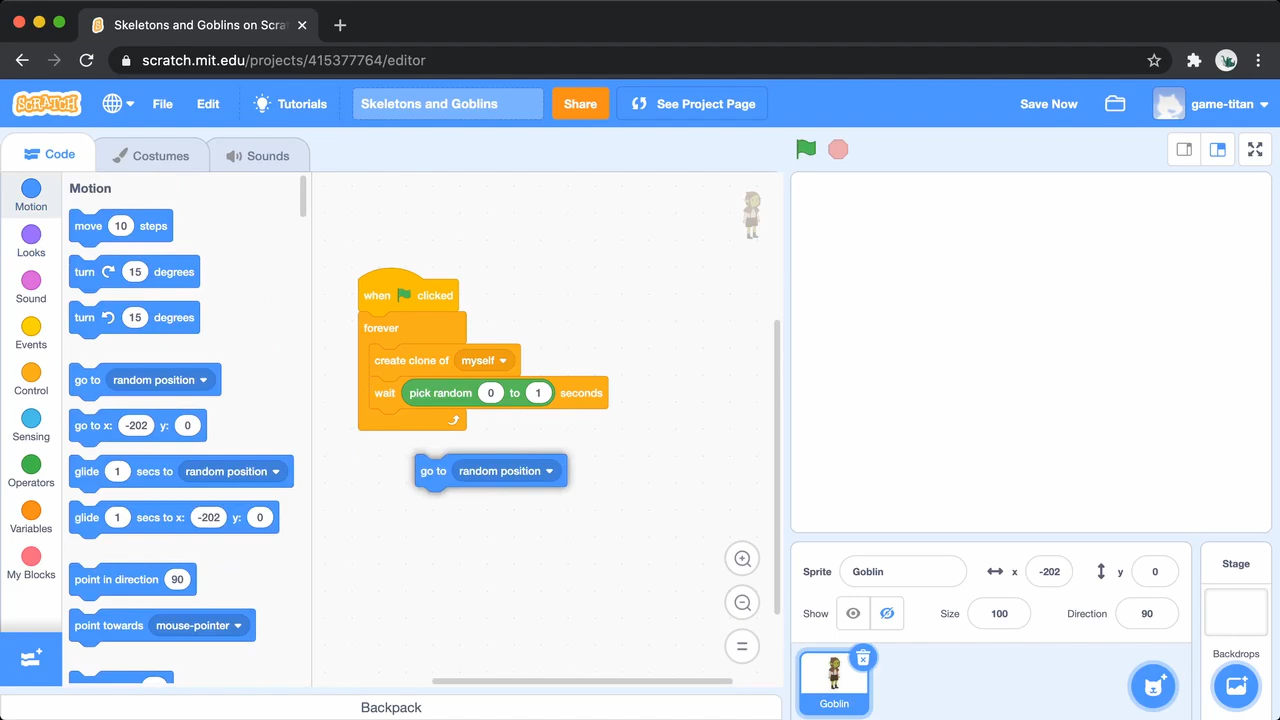 Skeletons and Goblins on Scra
scratch.mit.edu/projects/415377764/editor
SCRATCH File Edit Tutorials Skeletons and Goblins Share See Project Page Save Now game-titan
Code Costumes Sounds
Motion
Looks
Sound
Events
Control
Sensing
Operators
Variables
My Blocks
Motion
move 10 steps
turn 15 degrees
turn 15 degrees
go to random position
go to x: -202 y: 0
glide 1 secs to random position
glide 1 secs to x: -202 y: 0
point in direction 90
point towards mouse-pointer
when clicked
forever
create clone of myself
wait pick random 0 to 1 seconds
go to random position
Backpack
Sprite Goblin x -202 y 0
Show Size 100 Direction 90
Goblin
Stage
Backdrops